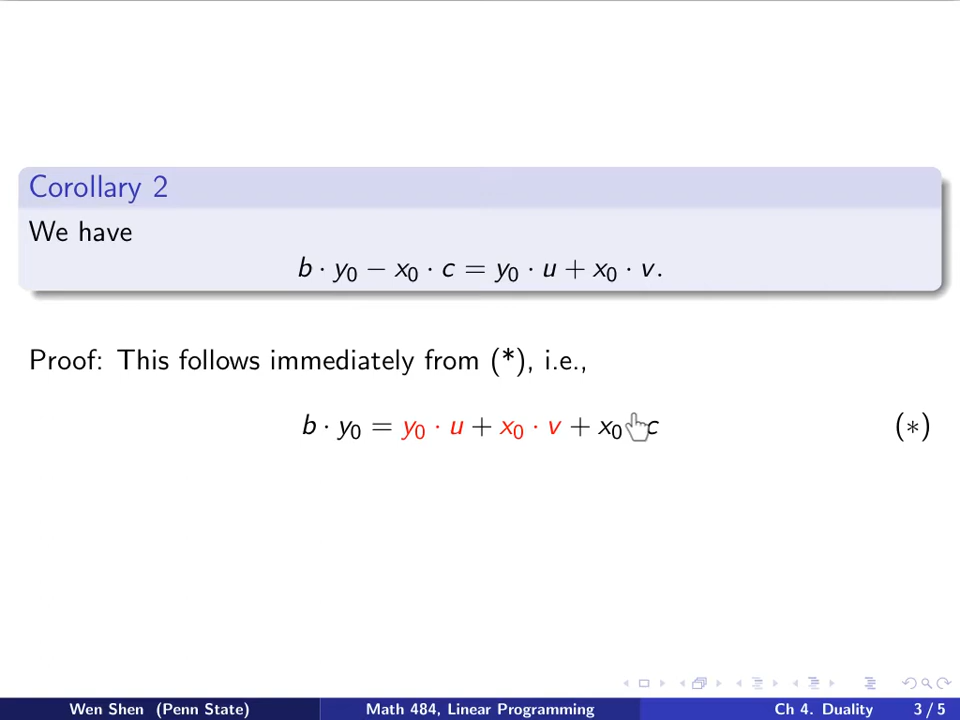 Corollary 2
We have
b · y₀ − x₀ · c = y₀ · u + x₀ · v.
Proof: This follows immediately from (*), i.e.,
b · y₀ = y₀ · u + x₀ · v + x₀ c (∗)
Wen Shen (Penn State) Math 484, Linear Programming Ch 4. Duality 3 / 5